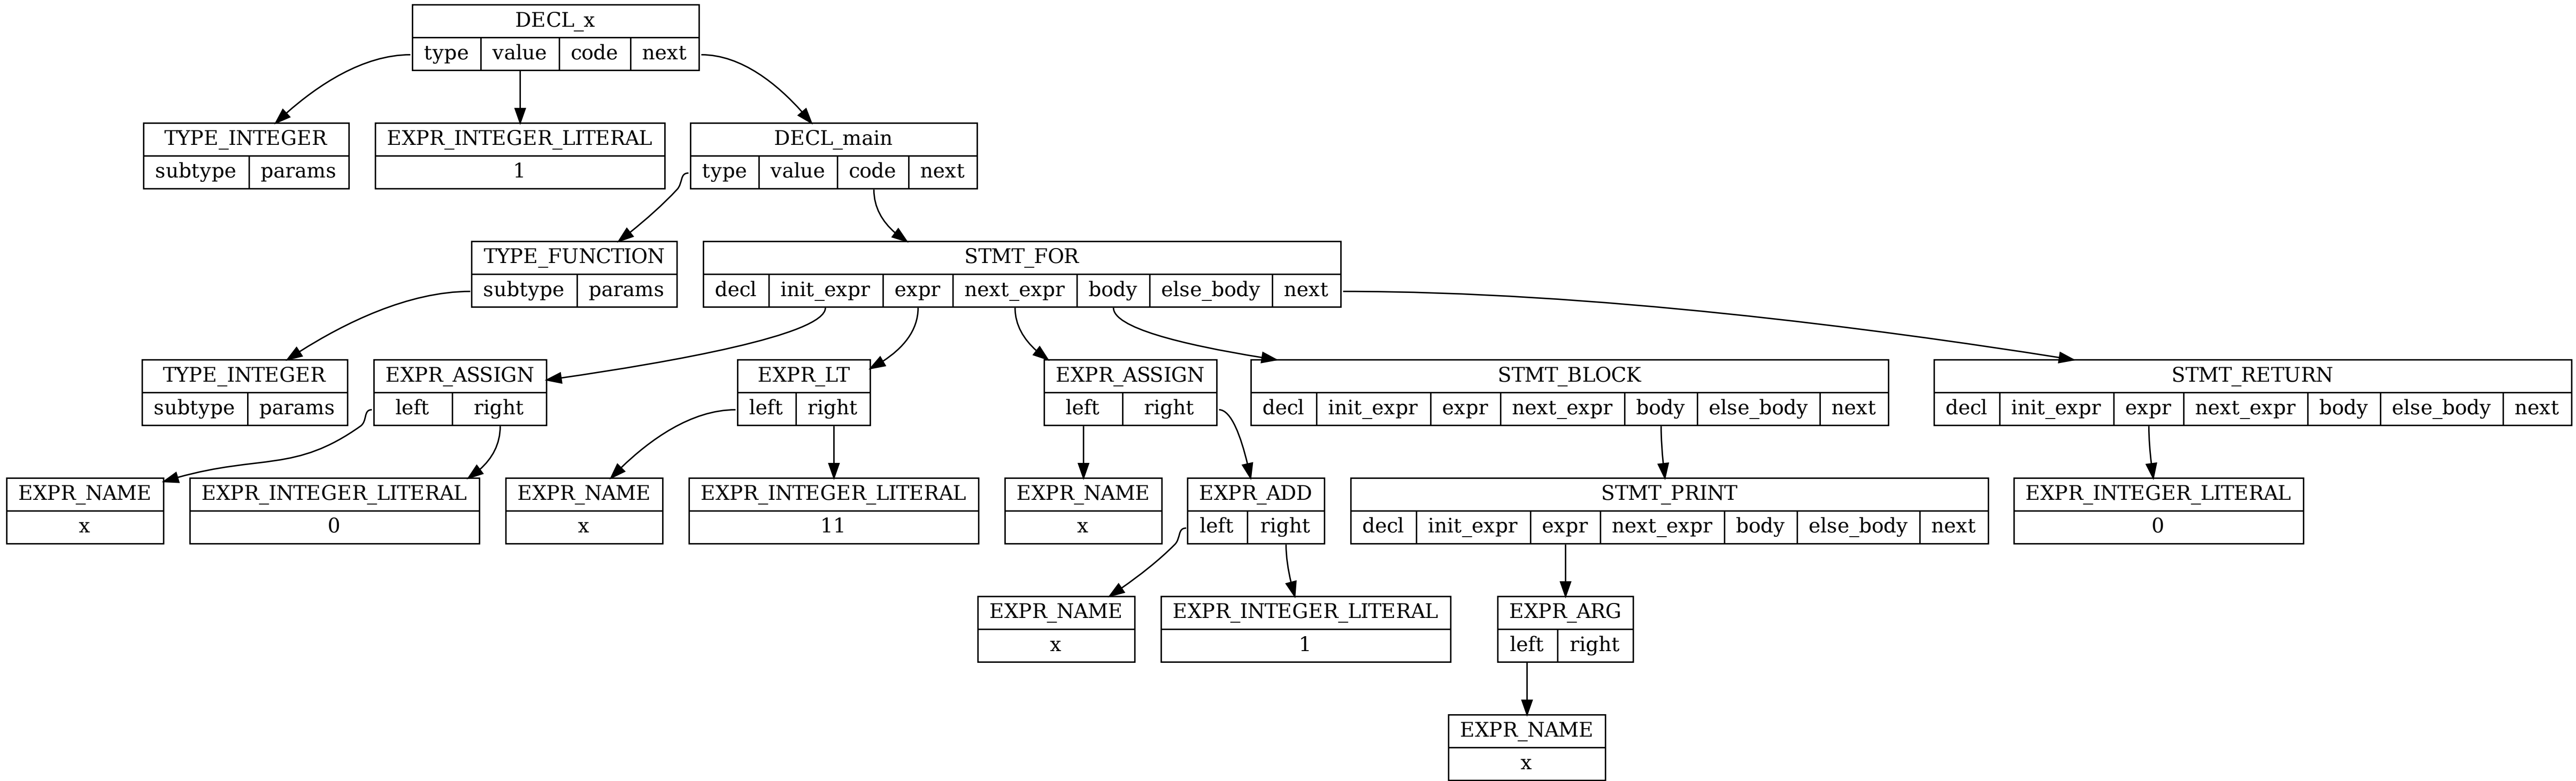 DECL_x
type value code next
TYPE_INTEGER
subtype params
EXPR_INTEGER_LITERAL
1
DECL_main
type value code next
TYPE_FUNCTION
subtype params
STMT_FOR
decl init_expr expr next_expr body else_body next
TYPE_INTEGER
subtype params
EXPR_ASSIGN
left right
EXPR_LT
left right
EXPR_ASSIGN
left right
STMT_BLOCK
decl init_expr expr next_expr body else_body next
STMT_RETURN
decl init_expr expr next_expr body else_body next
EXPR_NAME
x
EXPR_INTEGER_LITERAL
0
EXPR_NAME
x
EXPR_INTEGER_LITERAL
11
EXPR_NAME
x
EXPR_ADD
left right
STMT_PRINT
decl init_expr expr next_expr body else_body next
EXPR_INTEGER_LITERAL
0
EXPR_NAME
x
EXPR_INTEGER_LITERAL
1
EXPR_ARG
left right
EXPR_NAME
x